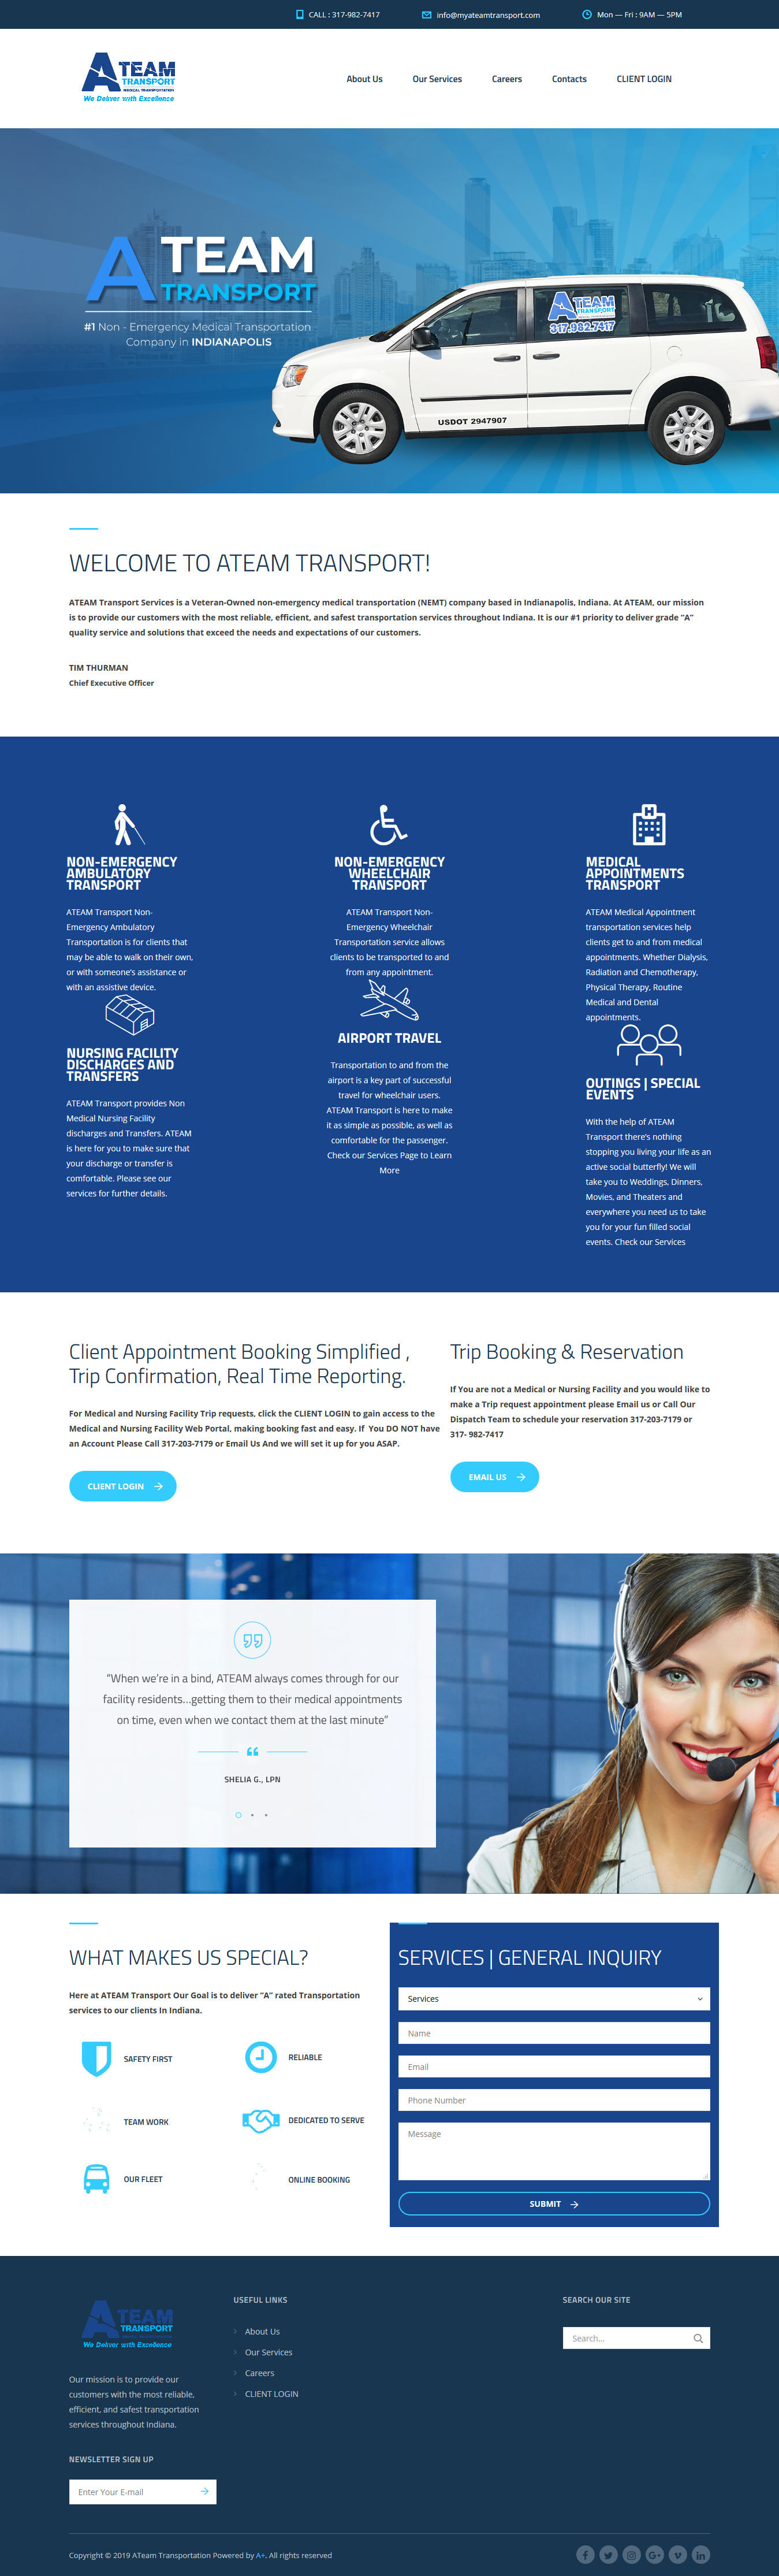 CALL : 317-982-7417
info@myateamtransport.com
Mon — Fri : 9AM — 5PM
ATEAM
TRANSPORT
MEDICAL TRANSPORTATION
We Deliver with Excellence
About Us
Our Services
Careers
Contacts
CLIENT LOGIN
ATEAM
TRANSPORT
#1 Non - Emergency Medical Transportation
Company in INDIANAPOLIS
ATEAM
TRANSPORT
317.982.7417
USDOT 2947907
WELCOME TO ATEAM TRANSPORT!
ATEAM Transport Services is a Veteran-Owned non-emergency medical transportation (NEMT) company based in Indianapolis, Indiana. At ATEAM, our mission
is to provide our customers with the most reliable, efficient, and safest transportation services throughout Indiana. It is our #1 priority to deliver grade “A”
quality service and solutions that exceed the needs and expectations of our customers.
TIM THURMAN
Chief Executive Officer
NON-EMERGENCY
AMBULATORY
TRANSPORT
ATEAM Transport Non-
Emergency Ambulatory
Transportation is for clients that
may be able to walk on their own,
or with someone’s assistance or
with an assistive device.
NON-EMERGENCY
WHEELCHAIR
TRANSPORT
ATEAM Transport Non-
Emergency Wheelchair
Transportation service allows
clients to be transported to and
from any appointment.
MEDICAL
APPOINTMENTS
TRANSPORT
ATEAM Medical Appointment
transportation services help
clients get to and from medical
appointments. Whether Dialysis,
Radiation and Chemotherapy,
Physical Therapy, Routine
Medical and Dental
appointments.
NURSING FACILITY
DISCHARGES AND
TRANSFERS
ATEAM Transport provides Non
Medical Nursing Facility
discharges and Transfers. ATEAM
is here for you to make sure that
your discharge or transfer is
comfortable. Please see our
services for further details.
AIRPORT TRAVEL
Transportation to and from the
airport is a key part of successful
travel for wheelchair users.
ATEAM Transport is here to make
it as simple as possible, as well as
comfortable for the passenger.
Check our Services Page to Learn
More
OUTINGS | SPECIAL
EVENTS
With the help of ATEAM
Transport there’s nothing
stopping you living your life as an
active social butterfly! We will
take you to Weddings, Dinners,
Movies, and Theaters and
everywhere you need us to take
you for your fun filled social
events. Check our Services
Client Appointment Booking Simplified ,
Trip Confirmation, Real Time Reporting.
For Medical and Nursing Facility Trip requests, click the CLIENT LOGIN to gain access to the
Medical and Nursing Facility Web Portal, making booking fast and easy. If You DO NOT have
an Account Please Call 317-203-7179 or Email Us And we will set it up for you ASAP.
CLIENT LOGIN
Trip Booking & Reservation
If You are not a Medical or Nursing Facility and you would like to
make a Trip request appointment please Email us or Call Our
Dispatch Team to schedule your reservation 317-203-7179 or
317- 982-7417
EMAIL US
“When we’re in a bind, ATEAM always comes through for our
facility residents…getting them to their medical appointments
on time, even when we contact them at the last minute”
SHELIA G., LPN
WHAT MAKES US SPECIAL?
Here at ATEAM Transport Our Goal is to deliver “A” rated Transportation
services to our clients In Indiana.
SAFETY FIRST
RELIABLE
TEAM WORK
DEDICATED TO SERVE
OUR FLEET
ONLINE BOOKING
SERVICES | GENERAL INQUIRY
Services
Name
Email
Phone Number
Message
SUBMIT
ATEAM
TRANSPORT
We Deliver with Excellence
Our mission is to provide our
customers with the most reliable,
efficient, and safest transportation
services throughout Indiana.
NEWSLETTER SIGN UP
Enter Your E-mail
USEFUL LINKS
About Us
Our Services
Careers
CLIENT LOGIN
SEARCH OUR SITE
Search...
Copyright © 2019 ATeam Transportation Powered by A+. All rights reserved